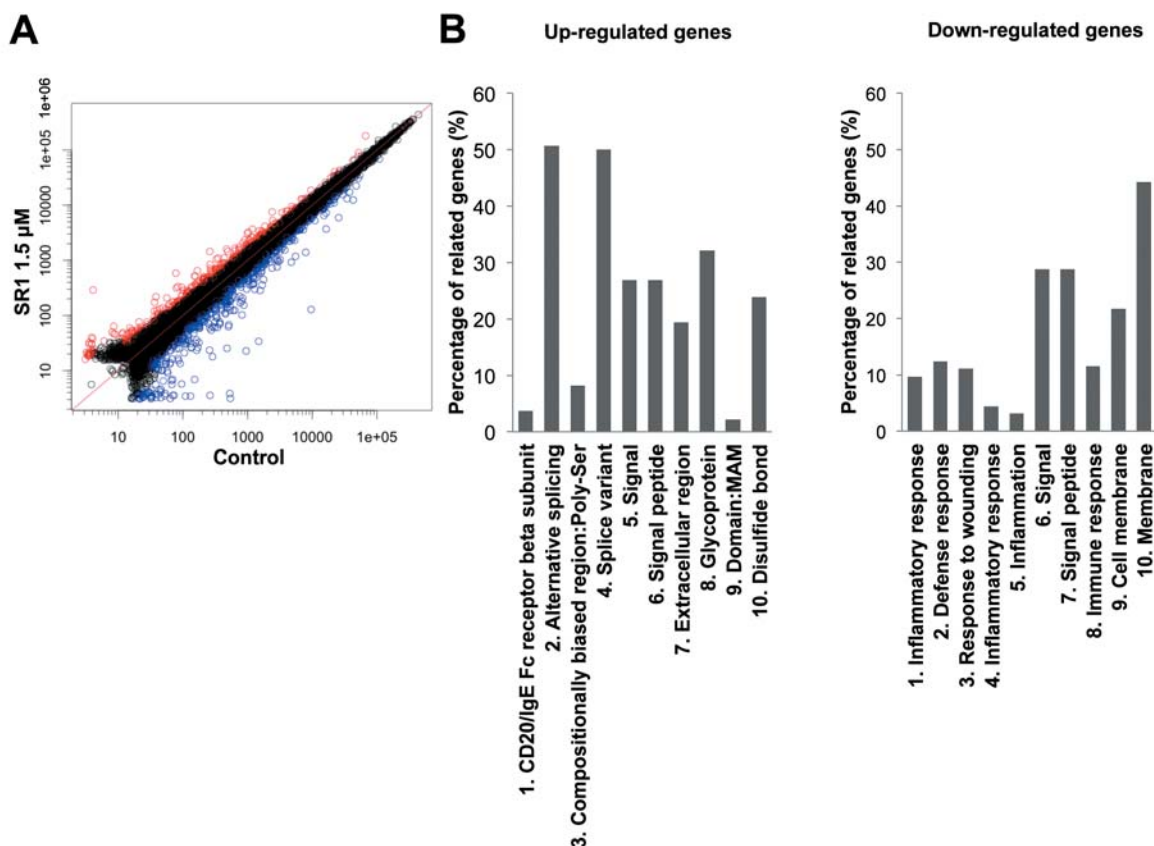 A
1e+06
1e+05
10000
1000
100
10
SR1 1.5 µM
10
100
1000
10000
1e+05
Control
B
Up-regulated genes
60
50
40
30
20
10
0
Percentage of related genes (%)
1. CD20/IgE Fc receptor beta subunit
2. Alternative splicing
3. Compositionally biased region:Poly-Ser
4. Splice variant
5. Signal
6. Signal peptide
7. Extracellular region
8. Glycoprotein
9. Domain:MAM
10. Disulfide bond
Down-regulated genes
60
50
40
30
20
10
0
Percentage of related genes (%)
1. Inflammatory response
2. Defense response
3. Response to wounding
4. Inflammatory response
5. Inflammation
6. Signal
7. Signal peptide
8. Immune response
9. Cell membrane
10. Membrane